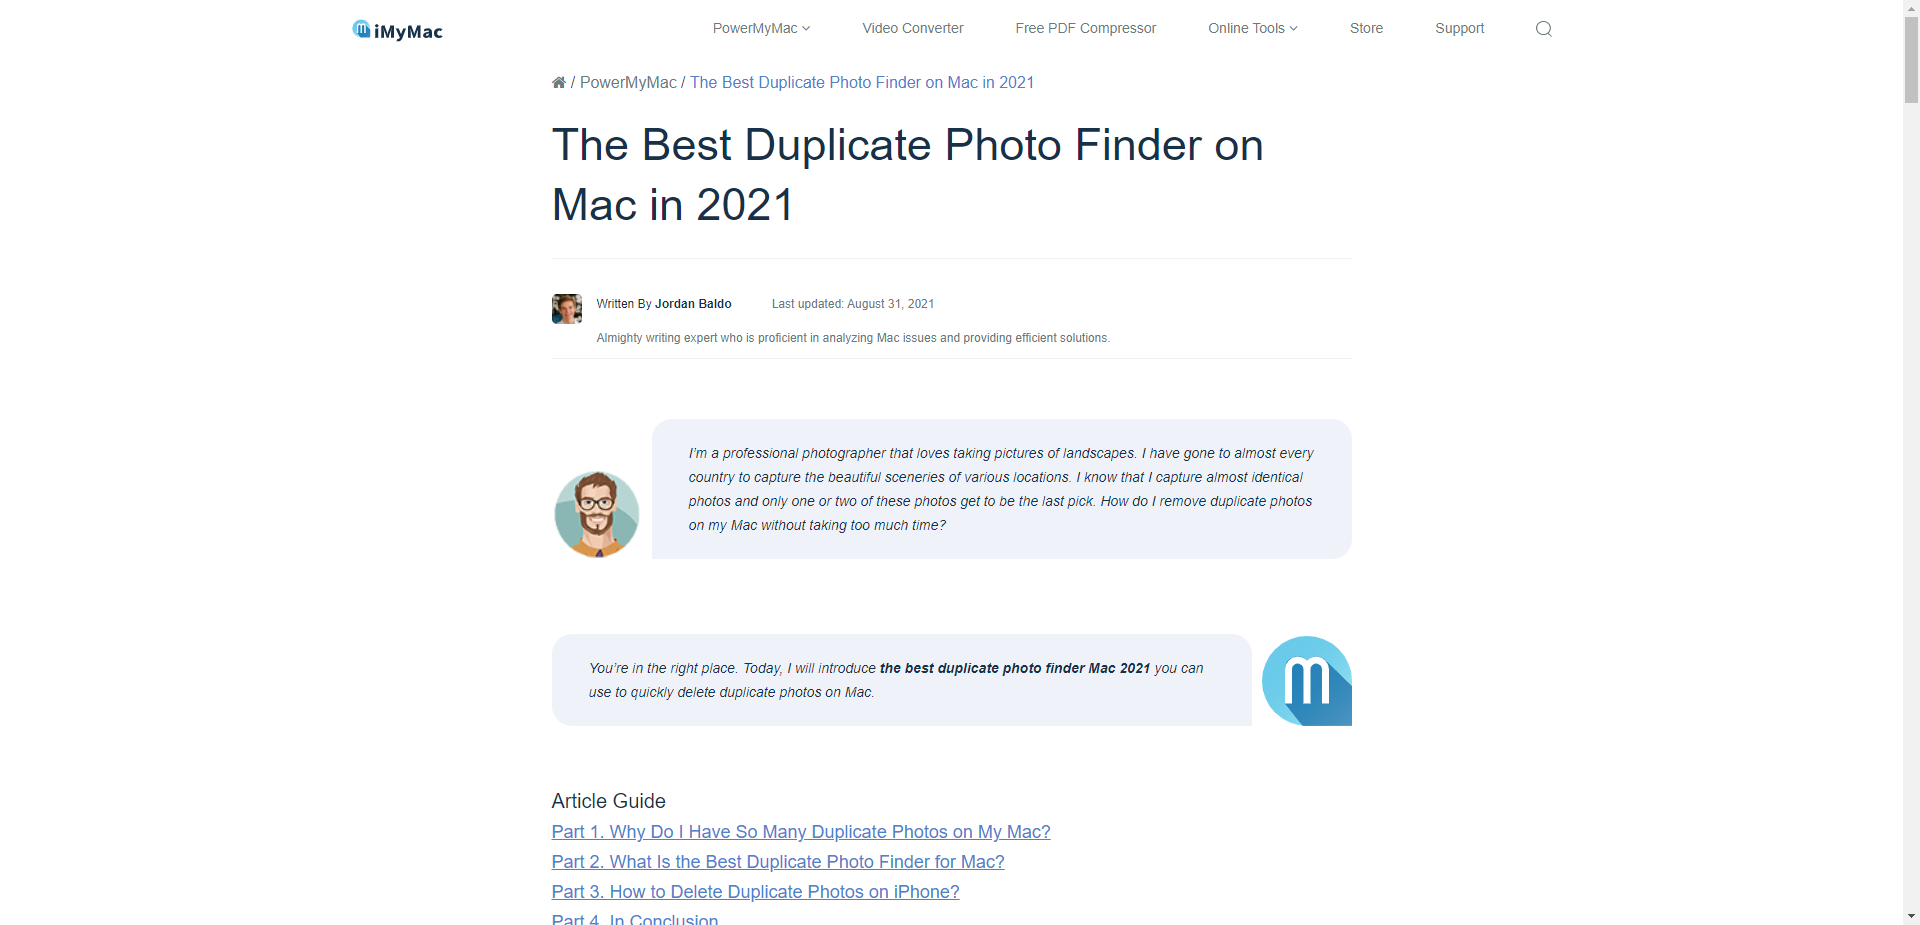 iMyMac
PowerMyMac
Video Converter
Free PDF Compressor
Online Tools
Store
Support
/ PowerMyMac / The Best Duplicate Photo Finder on Mac in 2021
The Best Duplicate Photo Finder on
Mac in 2021
Written By Jordan Baldo
Last updated: August 31, 2021
Almighty writing expert who is proficient in analyzing Mac issues and providing efficient solutions.
I’m a professional photographer that loves taking pictures of landscapes. I have gone to almost every
country to capture the beautiful sceneries of various locations. I know that I capture almost identical
photos and only one or two of these photos get to be the last pick. How do I remove duplicate photos
on my Mac without taking too much time?
You’re in the right place. Today, I will introduce the best duplicate photo finder Mac 2021 you can
use to quickly delete duplicate photos on Mac.
Article Guide
Part 1. Why Do I Have So Many Duplicate Photos on My Mac?
Part 2. What Is the Best Duplicate Photo Finder for Mac?
Part 3. How to Delete Duplicate Photos on iPhone?
Part 4. In Conclusion